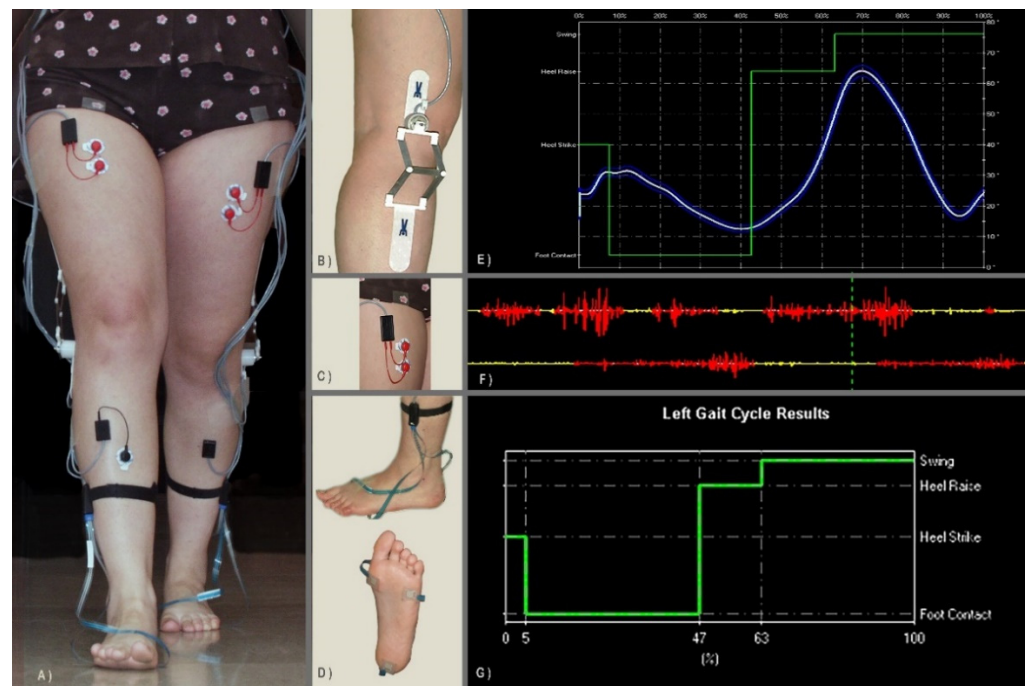 A)
B)
C)
D)
0% 10% 20% 30% 40% 50% 60% 70% 80% 90% 100%
Swing
Heel Raise
Heel Strike
Foot Contact
80 °
70 °
60 °
50 °
40 °
30 °
20 °
10 °
0 °
E)
F)
Left Gait Cycle Results
Swing
Heel Raise
Heel Strike
Foot Contact
0 5 47 63 100
(%)
G)